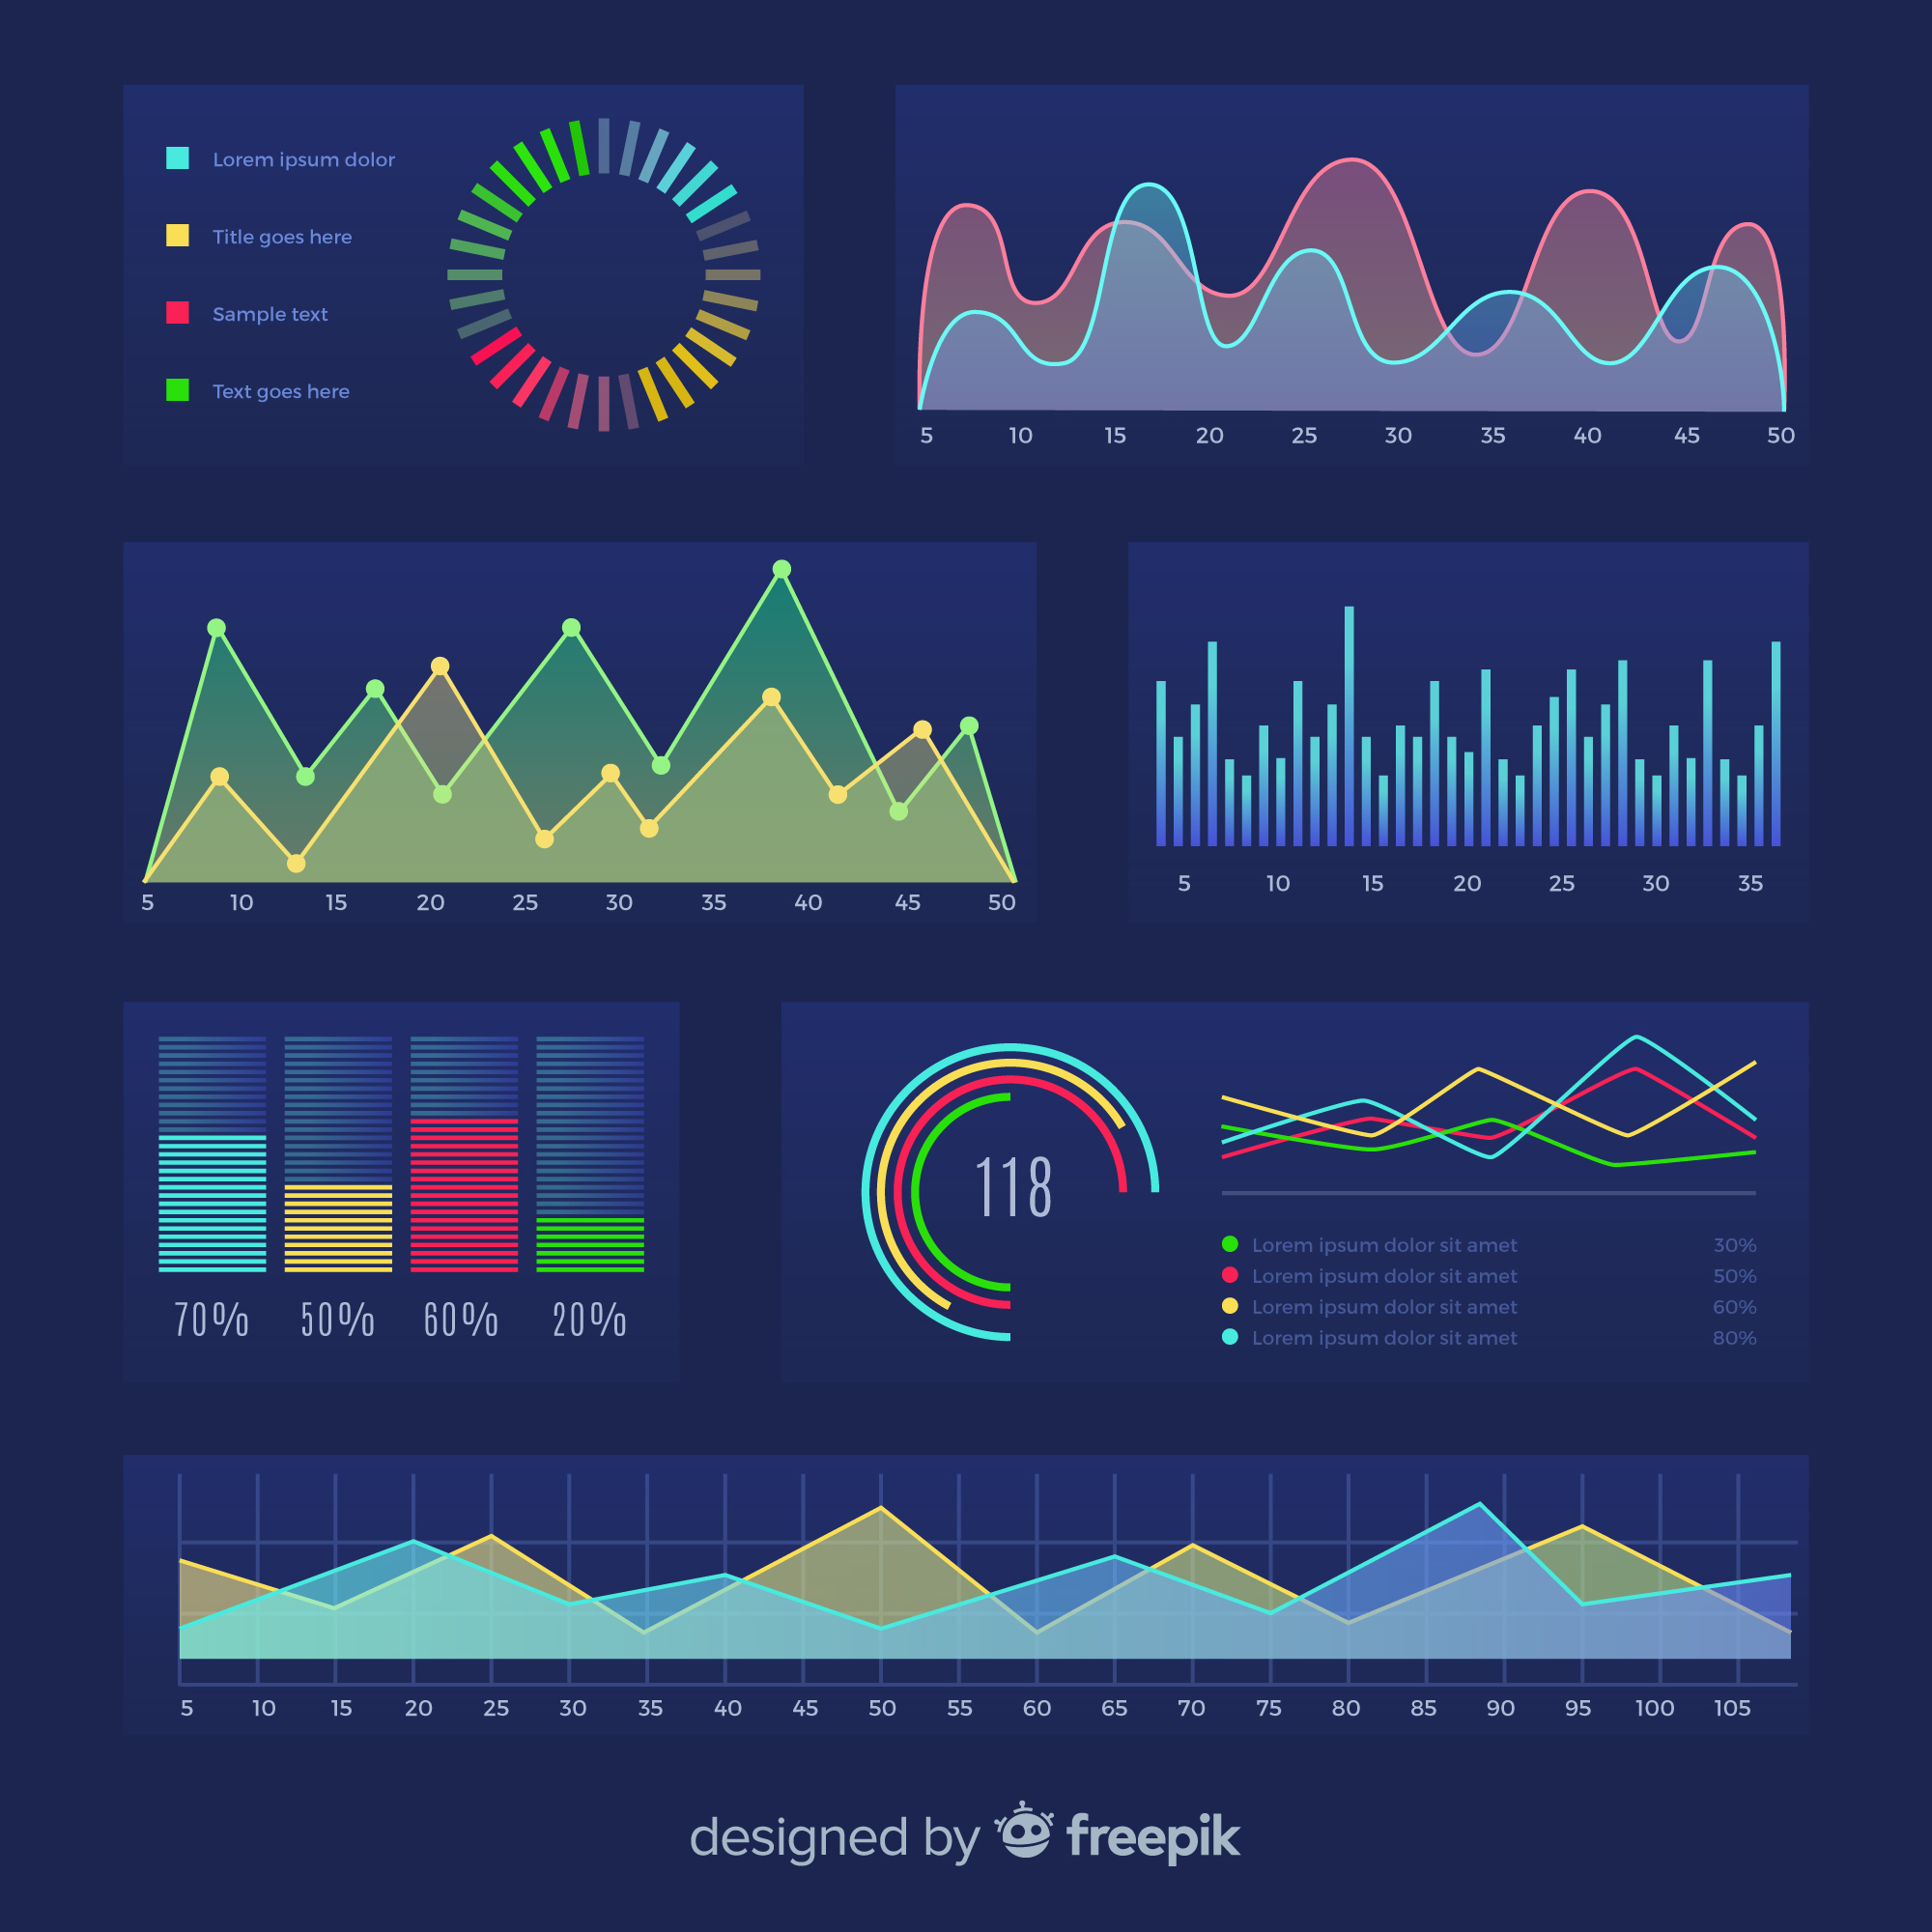 Lorem ipsum dolor
Title goes here
Sample text
Text goes here
5 10 15 20 25 30 35 40 45 50
5 10 15 20 25 30 35 40 45 50
5 10 15 20 25 30 35
70% 50% 60% 20%
118
Lorem ipsum dolor sit amet 30%
Lorem ipsum dolor sit amet 50%
Lorem ipsum dolor sit amet 60%
Lorem ipsum dolor sit amet 80%
5 10 15 20 25 30 35 40 45 50 55 60 65 70 75 80 85 90 95 100 105
designed by freepik